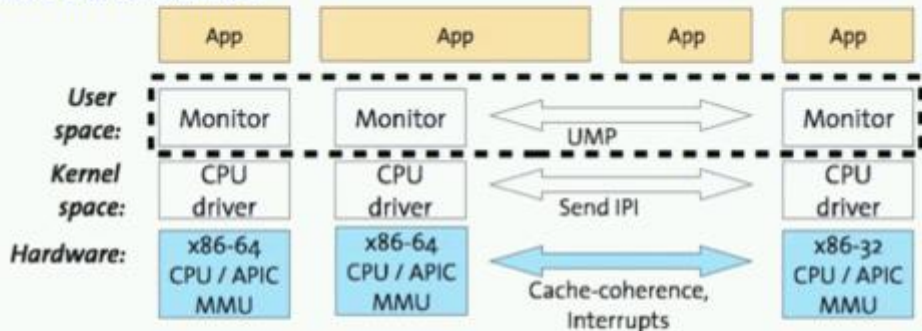 App
App
App
App
User
space:
Monitor
Monitor
UMP
Monitor
Kernel
space:
CPU
driver
CPU
driver
Send IPI
CPU
driver
Hardware:
x86-64
CPU / APIC
MMU
x86-64
CPU / APIC
MMU
Cache-coherence,
Interrupts
x86-32
CPU / APIC
MMU